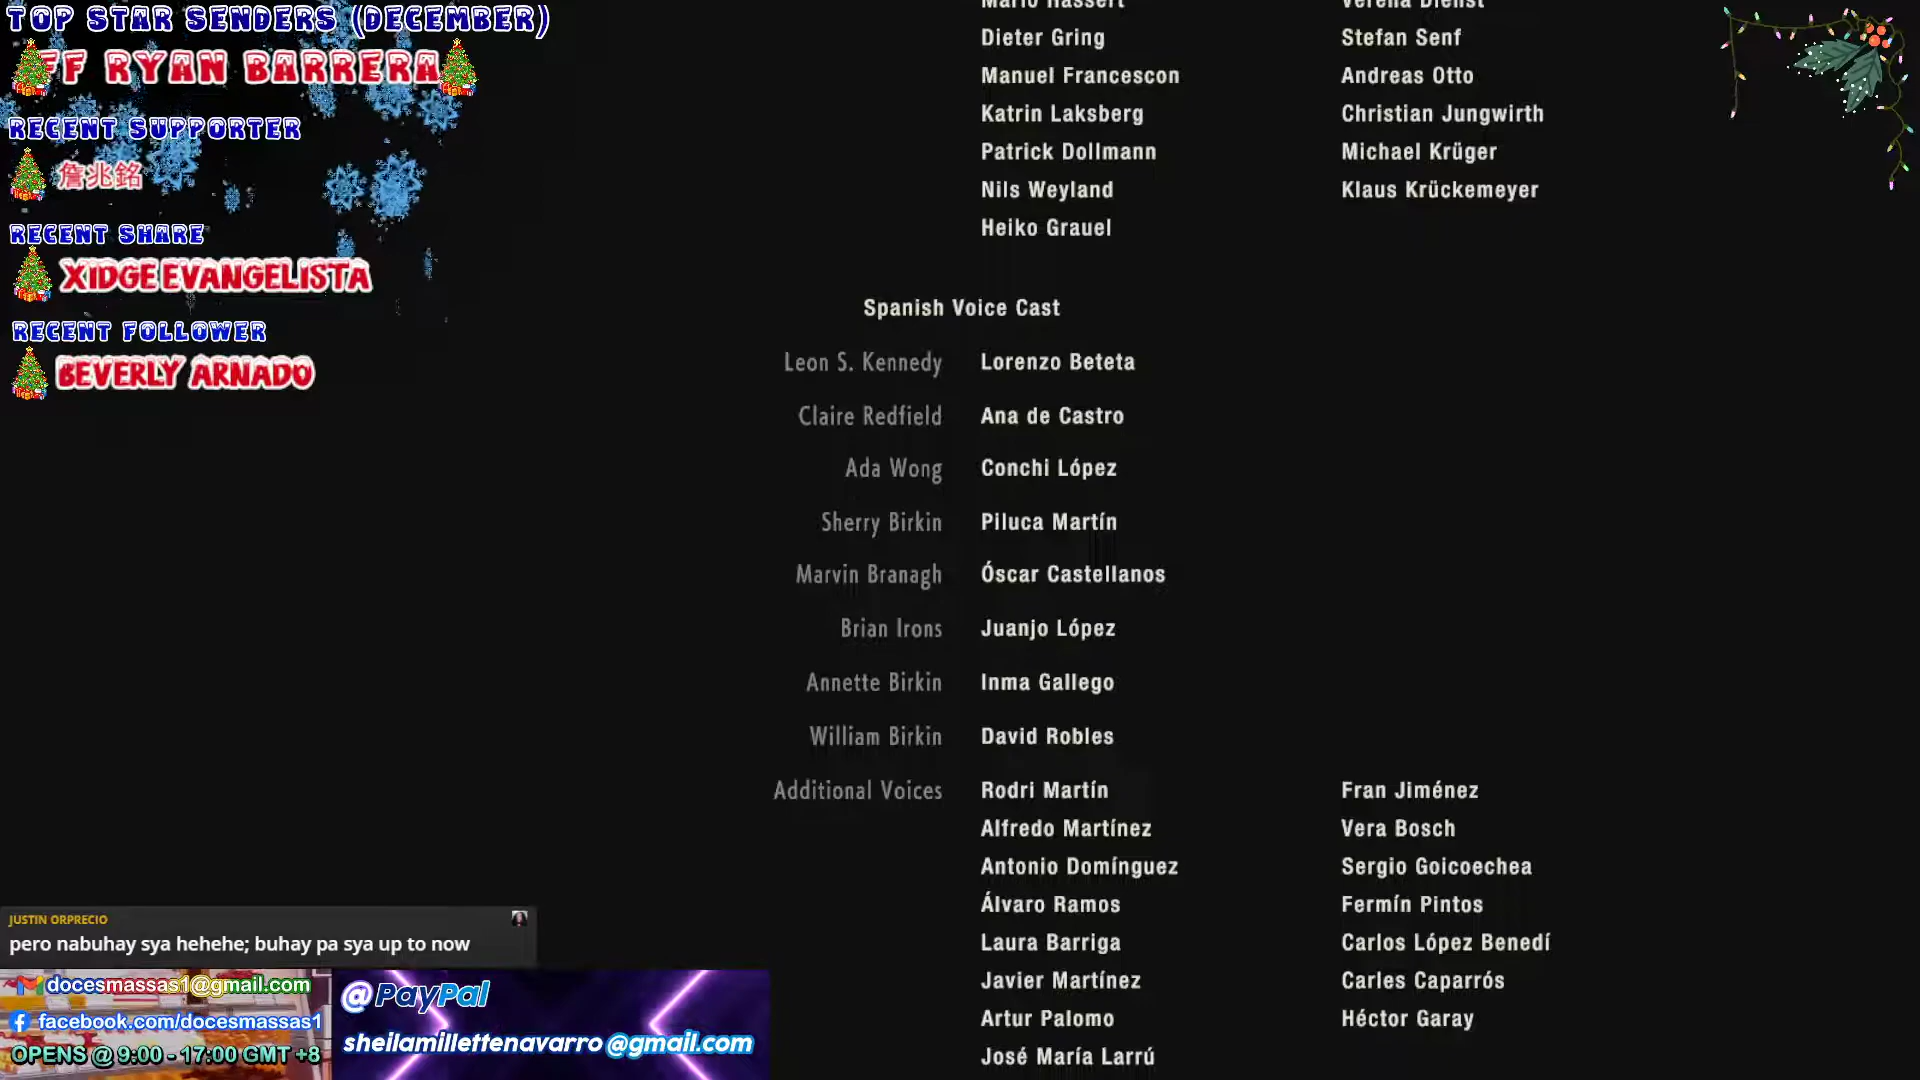 TOP STAR SENDERS (DECEMBER)
FF RYAN BARRERA
RECENT SUPPORTER
詹兆銘
RECENT SHARE
XIDGE EVANGELISTA
RECENT FOLLOWER
BEVERLY ARNADO
Mario Hassert Verena Dienst
Dieter Gring Stefan Senf
Manuel Francescon Andreas Otto
Katrin Laksberg Christian Jungwirth
Patrick Dollmann Michael Krüger
Nils Weyland Klaus Krückemeyer
Heiko Grauel
Spanish Voice Cast
Leon S. Kennedy Lorenzo Beteta
Claire Redfield Ana de Castro
Ada Wong Conchi López
Sherry Birkin Piluca Martín
Marvin Branagh Óscar Castellanos
Brian Irons Juanjo López
Annette Birkin Inma Gallego
William Birkin David Robles
Additional Voices Rodri Martín Fran Jiménez
Alfredo Martínez Vera Bosch
Antonio Domínguez Sergio Goicoechea
Álvaro Ramos Fermín Pintos
Laura Barriga Carlos López Benedí
Javier Martínez Carles Caparrós
Artur Palomo Héctor Garay
José María Larrú
JUSTIN ORPRECIO
pero nabuhay sya hehehe; buhay pa sya up to now
docesmassas1@gmail.com
facebook.com/docesmassas1
OPENS @ 9:00 - 17:00 GMT +8
@PayPal
sheilamillettenavarro@gmail.com